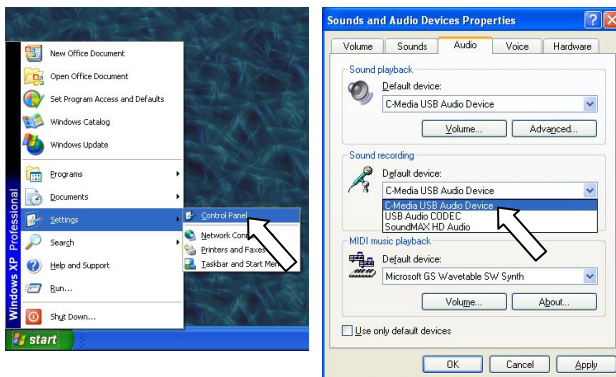 New Office Document
Open Office Document
Set Program Access and Defaults
Windows Catalog
Windows Update
Programs
Documents
Settings
Search
Help and Support
Run...
Shut Down...
Windows XP Professional
start
Control Panel
Network Con
Printers and Faxes
Taskbar and Start Men
Sounds and Audio Devices Properties
Volume Sounds Audio Voice Hardware
Sound playback
Default device:
C-Media USB Audio Device
Volume... Advanced...
Sound recording
Default device:
C-Media USB Audio Device
C-Media USB Audio Device
USB Audio CODEC
SoundMAX HD Audio
MIDI music playback
Default device:
Microsoft GS Wavetable SW Synth
Volume... About...
Use only default devices
OK Cancel Apply